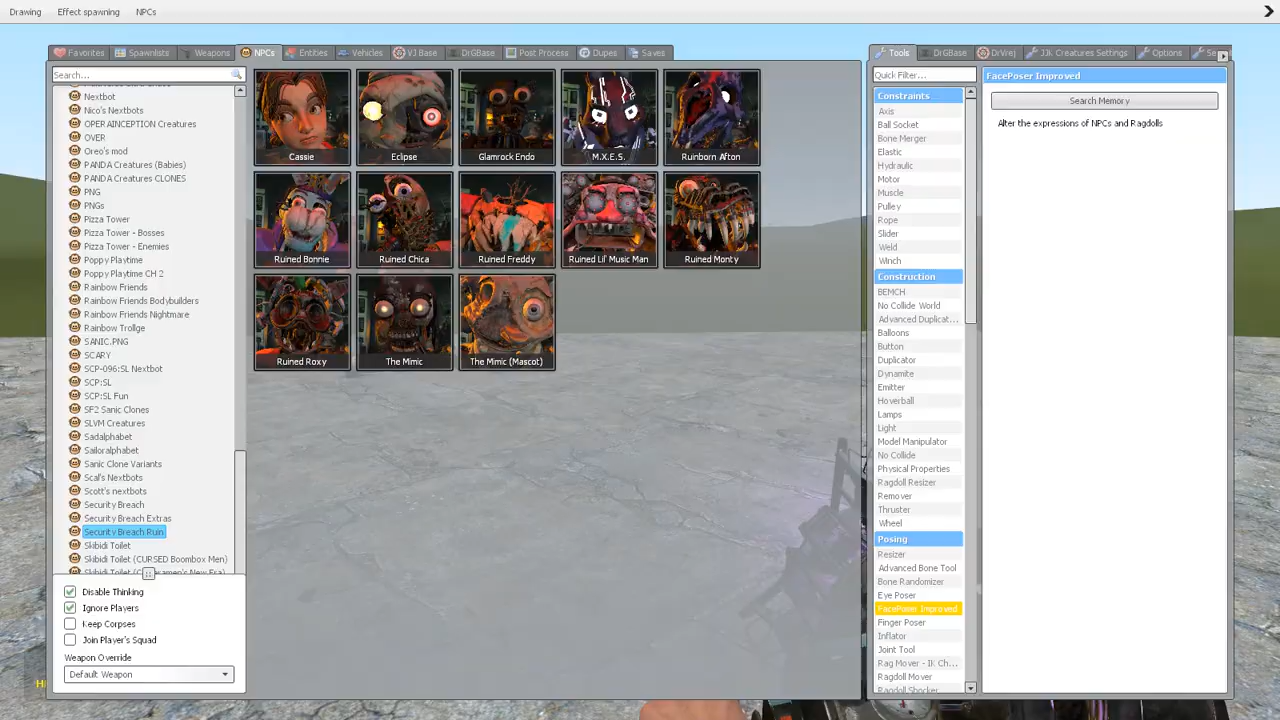 Drawing Effect spawning NPCs
Favorites Spawnlists Weapons NPCs Entities Vehicles VJ Base DrGBase Post Process Dupes Saves
Search...
Nextbot
Nico's Nextbots
OPERAINCEPTION Creatures
OVER
Oreo's mod
PANDA Creatures (Babies)
PANDA Creatures CLONES
PNG
PNGs
Pizza Tower
Pizza Tower - Bosses
Pizza Tower - Enemies
Poppy Playtime
Poppy Playtime CH 2
Rainbow Friends
Rainbow Friends Bodybuilders
Rainbow Friends Nightmare
Rainbow Trollge
SANIC.PNG
SCARY
SCP-096:SL Nextbot
SCP:SL
SCP:SL Fun
SF2 Sanic Clones
SLVM Creatures
Sadalphabet
Sailoralphabet
Sanic Clone Variants
Scal's Nextbots
Scott's nextbots
Security Breach
Security Breach Extras
Security Breach Ruin
Skibidi Toilet
Skibidi Toilet (CURSED Boombox Men)
Disable Thinking
Ignore Players
Keep Corpses
Join Player's Squad
Weapon Override
Default Weapon
Cassie Eclipse Glamrock Endo M.X.E.S. Ruinborn Afton
Ruined Bonnie Ruined Chica Ruined Freddy Ruined Lil' Music Man Ruined Monty
Ruined Roxy The Mimic The Mimic (Mascot)
Tools DrGBase DrVrej JJK Creatures Settings Options Se
Quick Filter...
Constraints
Axis
Ball Socket
Bone Merger
Elastic
Hydraulic
Motor
Muscle
Pulley
Rope
Slider
Weld
Winch
Construction
BEMCH
No Collide World
Advanced Duplicat...
Balloons
Button
Duplicator
Dynamite
Emitter
Hoverball
Lamps
Light
Model Manipulator
No Collide
Physical Properties
Ragdoll Resizer
Remover
Thruster
Wheel
Posing
Resizer
Advanced Bone Tool
Bone Randomizer
Eye Poser
FacePoser Improved
Finger Poser
Inflator
Joint Tool
Rag Mover - IK Ch...
Ragdoll Mover
Ragdoll Shocker
FacePoser Improved
Search Memory
Alter the expressions of NPCs and Ragdolls